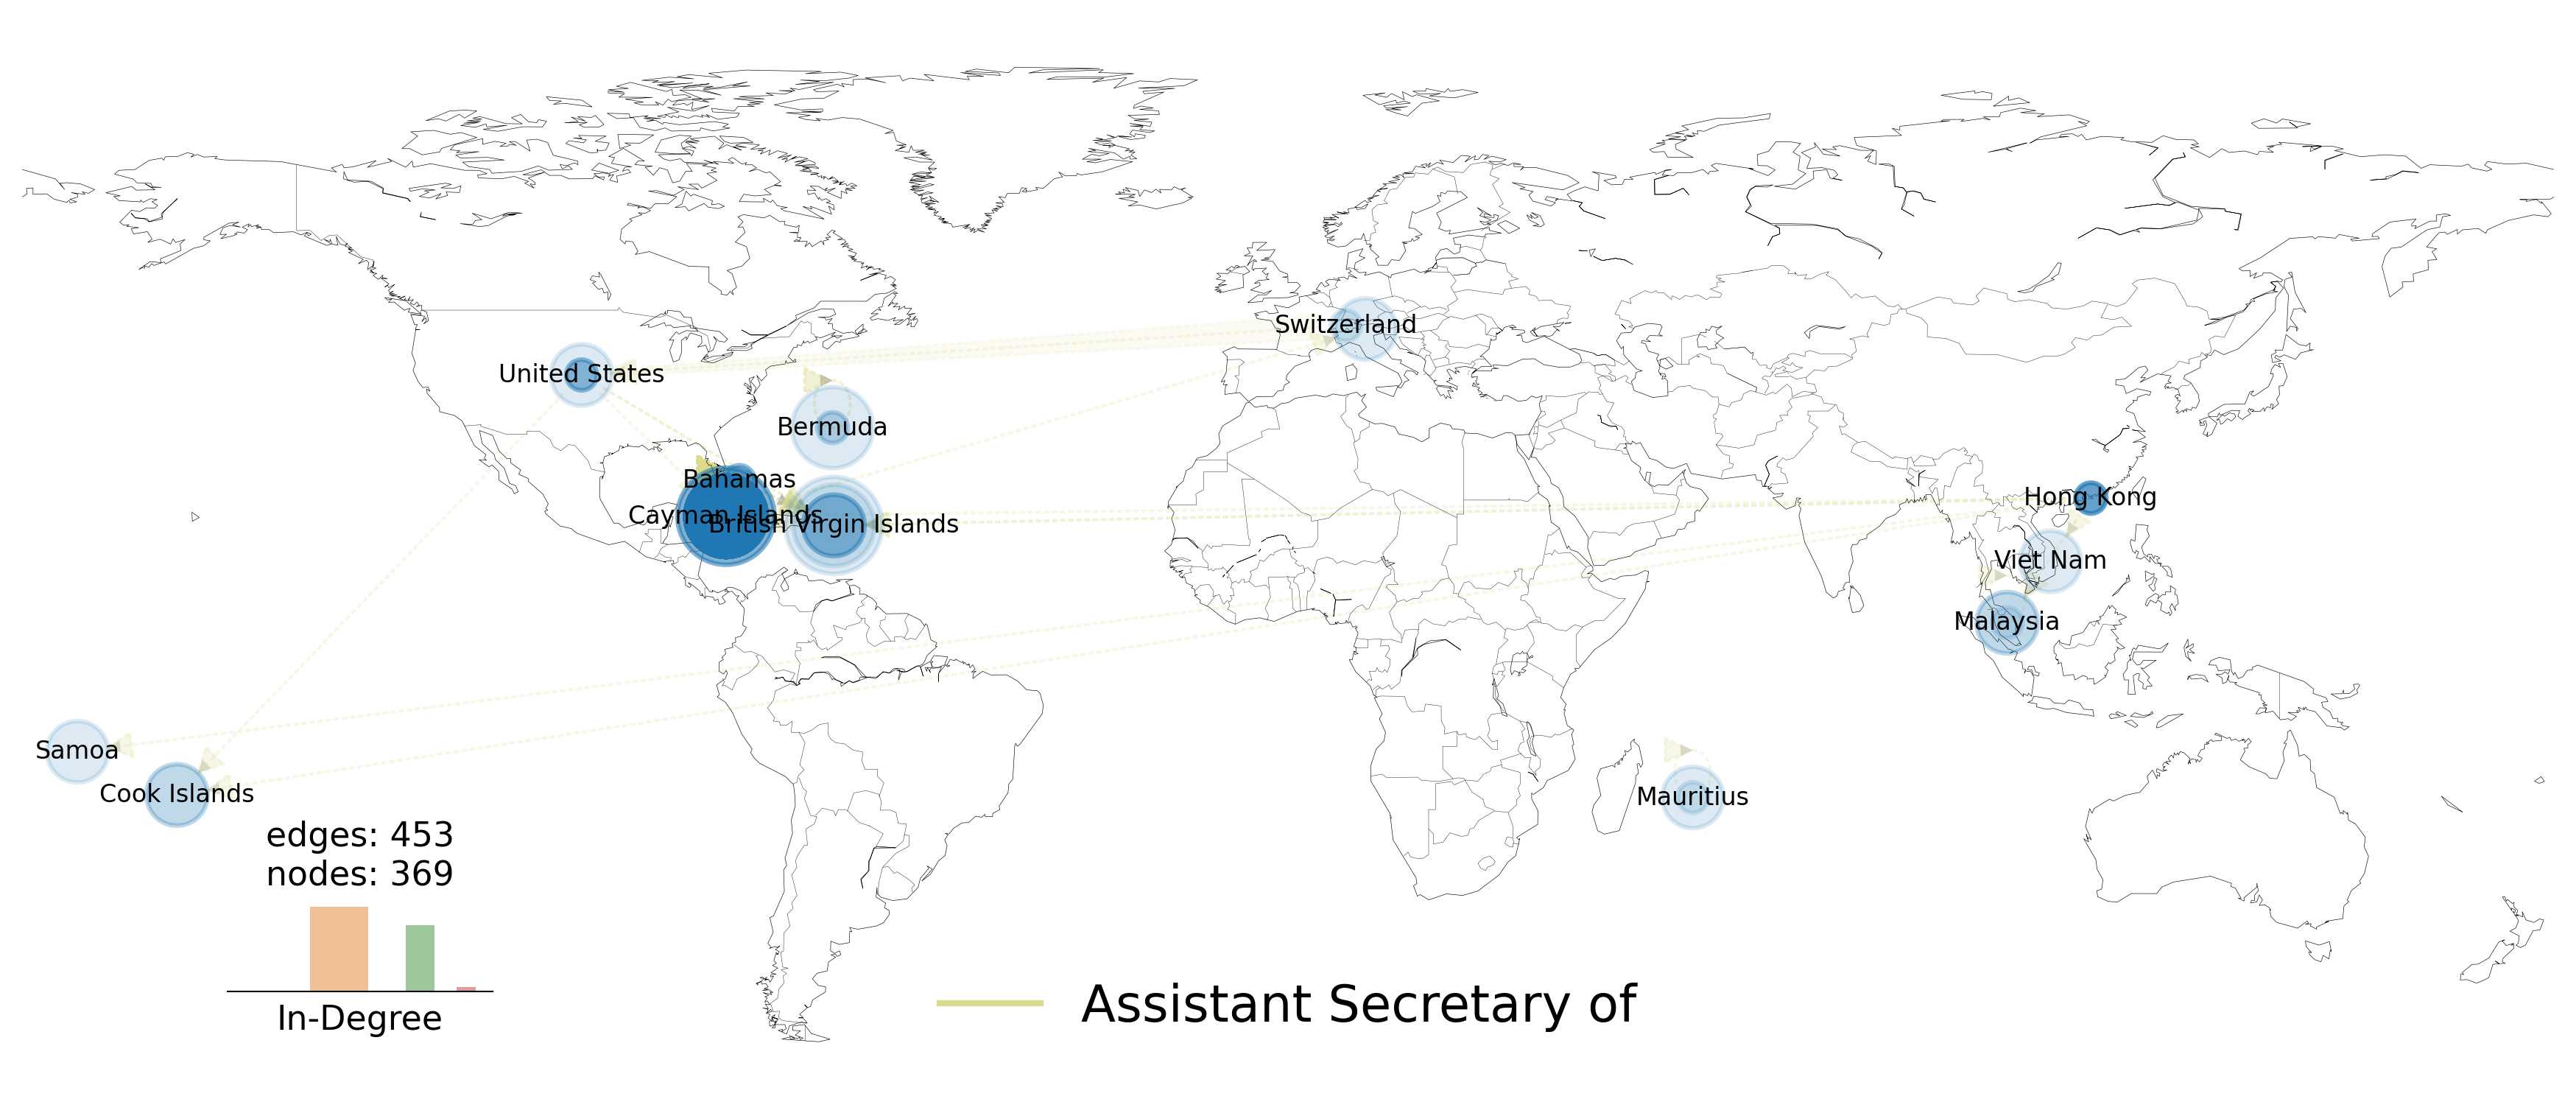 Switzerland
United States
Bermuda
Bahamas
Hong Kong
Cayman Islands
British Virgin Islands
Viet Nam
Malaysia
Samoa
Cook Islands
Mauritius
edges: 453
nodes: 369
In-Degree
Assistant Secretary of